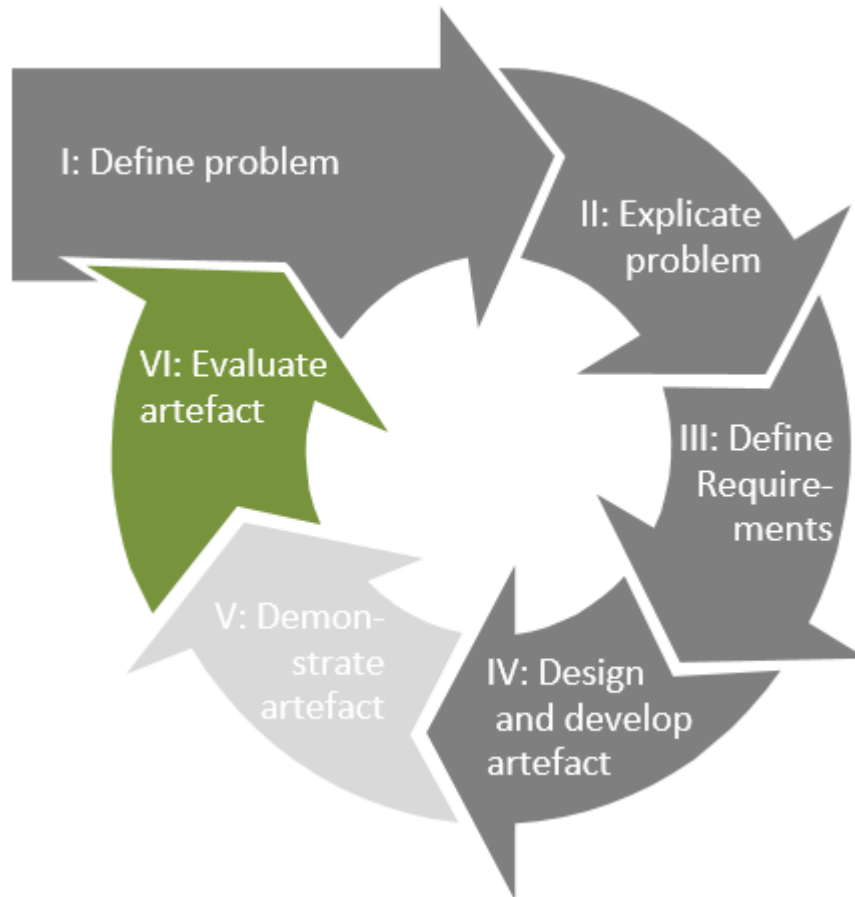 I: Define problem
II: Explicate
problem
III: Define
Require-
ments
IV: Design
and develop
artefact
V: Demon-
strate
artefact
VI: Evaluate
artefact